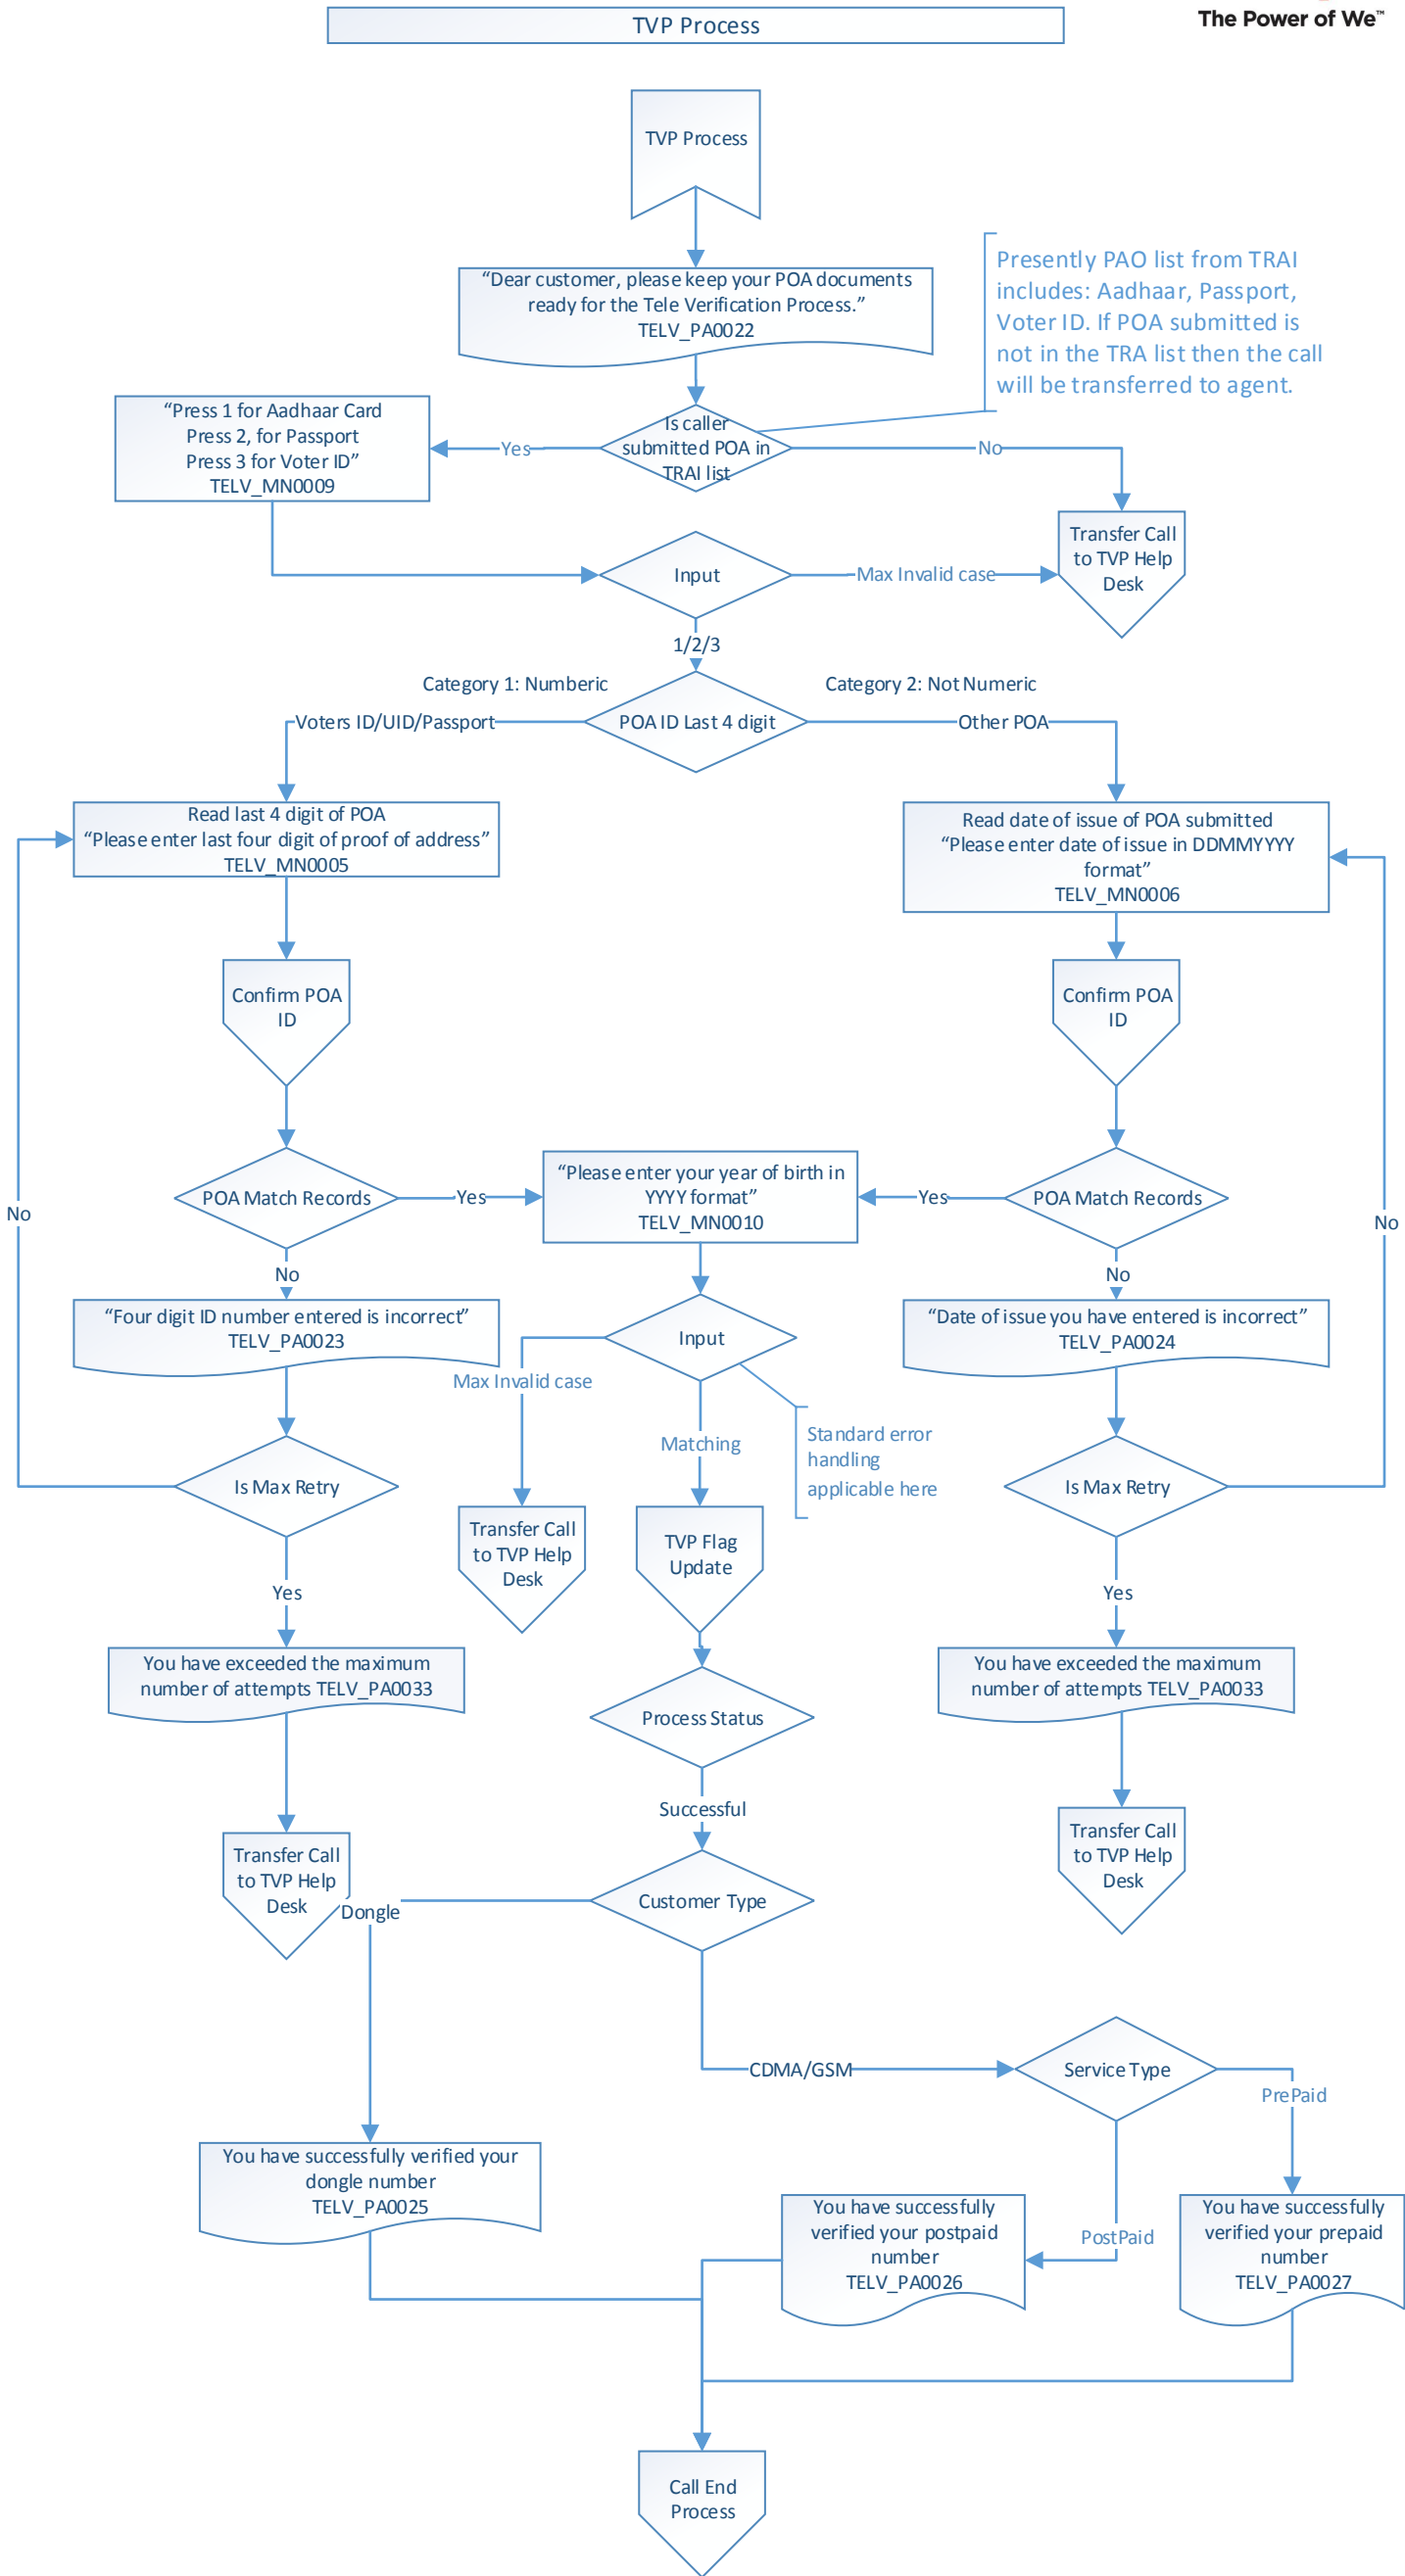 The Power of We™
TVP Process
TVP Process
“Dear customer, please keep your POA documents
ready for the Tele Verification Process.”
TELV_PA0022
Presently PAO list from TRAI
includes: Aadhaar, Passport,
Voter ID. If POA submitted is
not in the TRA list then the call
will be transferred to agent.
“Press 1 for Aadhaar Card
Press 2, for Passport
Press 3 for Voter ID”
TELV_MN0009
Yes
Is caller
submitted POA in
TRAI list
No
Transfer Call
to TVP Help
Desk
Input
Max Invalid case
1/2/3
Category 1: Numberic
Category 2: Not Numeric
Voters ID/UID/Passport
POA ID Last 4 digit
Other POA
Read last 4 digit of POA
“Please enter last four digit of proof of address”
TELV_MN0005
Read date of issue of POA submitted
“Please enter date of issue in DDMMYYYY
format”
TELV_MN0006
Confirm POA
ID
Confirm POA
ID
POA Match Records
Yes
“Please enter your year of birth in
YYYY format”
TELV_MN0010
Yes
POA Match Records
No
No
No
No
“Four digit ID number entered is incorrect”
TELV_PA0023
Input
“Date of issue you have entered is incorrect”
TELV_PA0024
Max Invalid case
Matching
Standard error
handling
applicable here
Is Max Retry
Is Max Retry
Transfer Call
to TVP Help
Desk
TVP Flag
Update
Yes
Yes
You have exceeded the maximum
number of attempts TELV_PA0033
Process Status
You have exceeded the maximum
number of attempts TELV_PA0033
Successful
Transfer Call
to TVP Help
Desk
Transfer Call
to TVP Help
Desk
Dongle
Customer Type
CDMA/GSM
Service Type
PrePaid
You have successfully verified your
dongle number
TELV_PA0025
You have successfully
verified your postpaid
number
TELV_PA0026
PostPaid
You have successfully
verified your prepaid
number
TELV_PA0027
Call End
Process